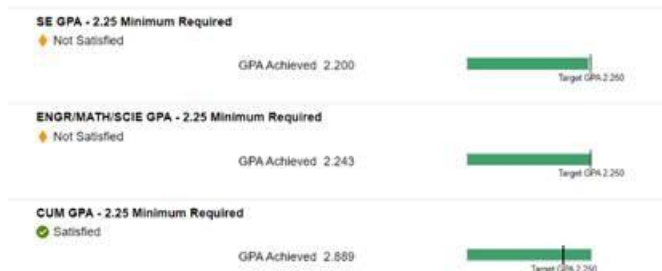 SE GPA - 2.25 Minimum Required
Not Satisfied
GPA Achieved 2.200
Target GPA 2.250
ENGR/MATH/SCIE GPA - 2.25 Minimum Required
Not Satisfied
GPA Achieved 2.243
Target GPA 2.250
CUM GPA - 2.25 Minimum Required
Satisfied
GPA Achieved 2.889
Target GPA 2.250